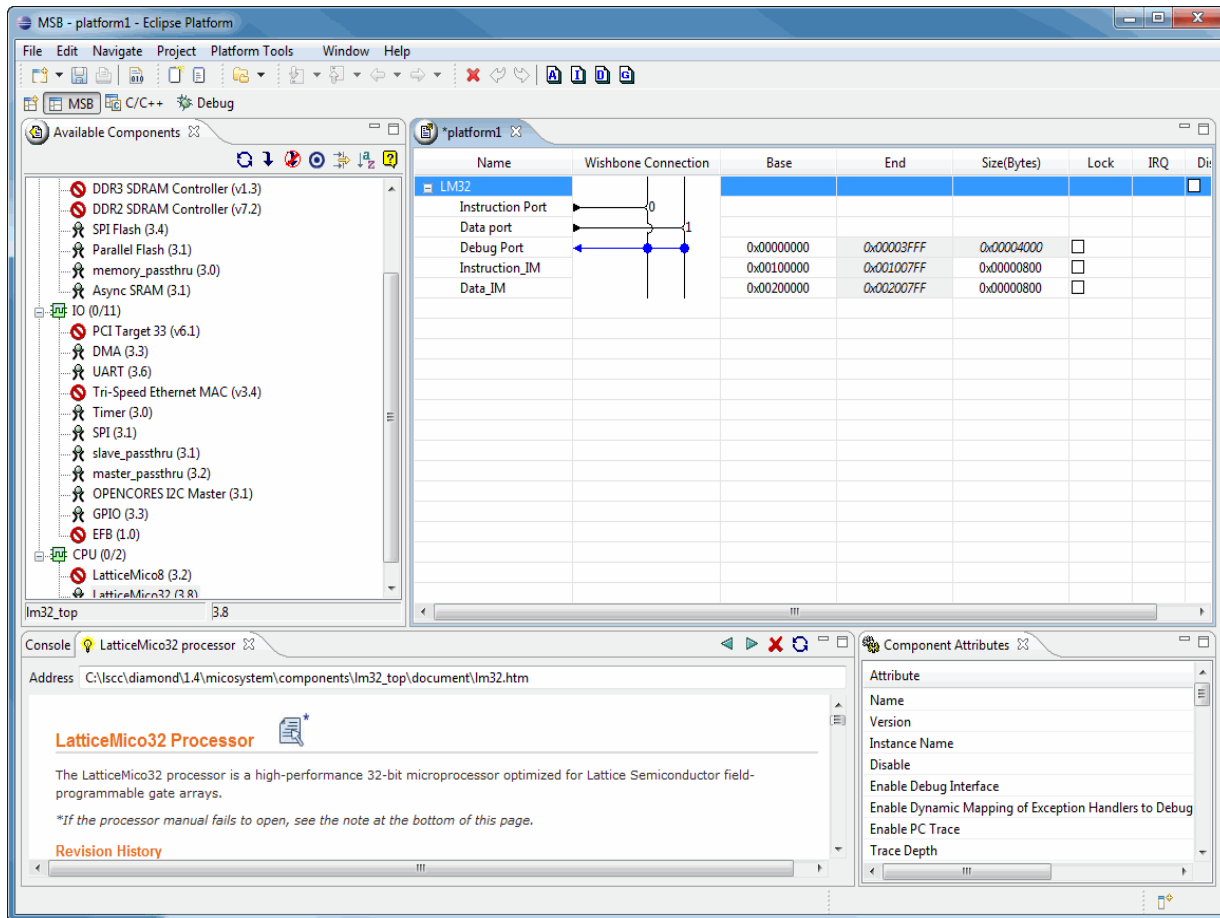 MSB - platform1 - Eclipse Platform
File Edit Navigate Project Platform Tools Window Help
010 A I D G
MSB C/C++ Debug
Available Components
a z ?
DDR3 SDRAM Controller (v1.3)
DDR2 SDRAM Controller (v7.2)
SPI Flash (3.4)
Parallel Flash (3.1)
memory_passthru (3.0)
Async SRAM (3.1)
IO (0/11)
PCI Target 33 (v6.1)
DMA (3.3)
UART (3.6)
Tri-Speed Ethernet MAC (v3.4)
Timer (3.0)
SPI (3.1)
slave_passthru (3.1)
master_passthru (3.2)
OPENCORES I2C Master (3.1)
GPIO (3.3)
EFB (1.0)
CPU (0/2)
LatticeMico8 (3.2)
LatticeMico32 (3.8)
lm32_top 3.8
*platform1
Name Wishbone Connection Base End Size(Bytes) Lock IRQ Dis
LM32
Instruction Port 0
Data port 1
Debug Port 0x00000000 0x00003FFF 0x00004000
Instruction_IM 0x00100000 0x001007FF 0x00000800
Data_IM 0x00200000 0x002007FF 0x00000800
Console LatticeMico32 processor
Address C:\lscc\diamond\1.4\micosystem\components\lm32_top\document\lm32.htm
LatticeMico32 Processor *
The LatticeMico32 processor is a high-performance 32-bit microprocessor optimized for Lattice Semiconductor field-
programmable gate arrays.
*If the processor manual fails to open, see the note at the bottom of this page.
Revision History
Component Attributes
Attribute
Name
Version
Instance Name
Disable
Enable Debug Interface
Enable Dynamic Mapping of Exception Handlers to Debug
Enable PC Trace
Trace Depth